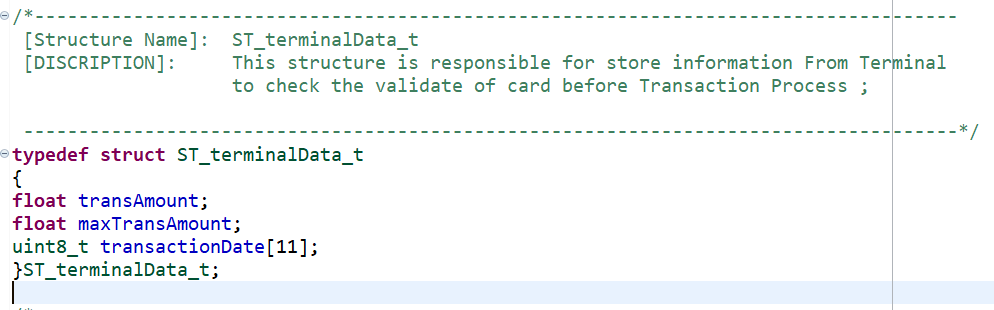 /*-------------------------------------------------------------------------------------
[Structure Name]: ST_terminalData_t
[DISCRIPTION]: This structure is responsible for store information From Terminal
to check the validate of card before Transaction Process ;
-------------------------------------------------------------------------------------*/
typedef struct ST_terminalData_t
{
float transAmount;
float maxTransAmount;
uint8_t transactionDate[11];
}ST_terminalData_t;